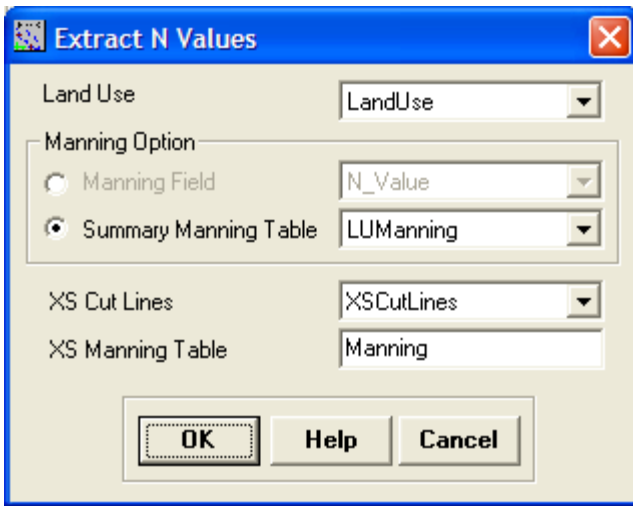 Extract N Values
Land Use LandUse
Manning Option
Manning Field N_Value
Summary Manning Table LUManning
XS Cut Lines XSCutLines
XS Manning Table Manning
OK Help Cancel